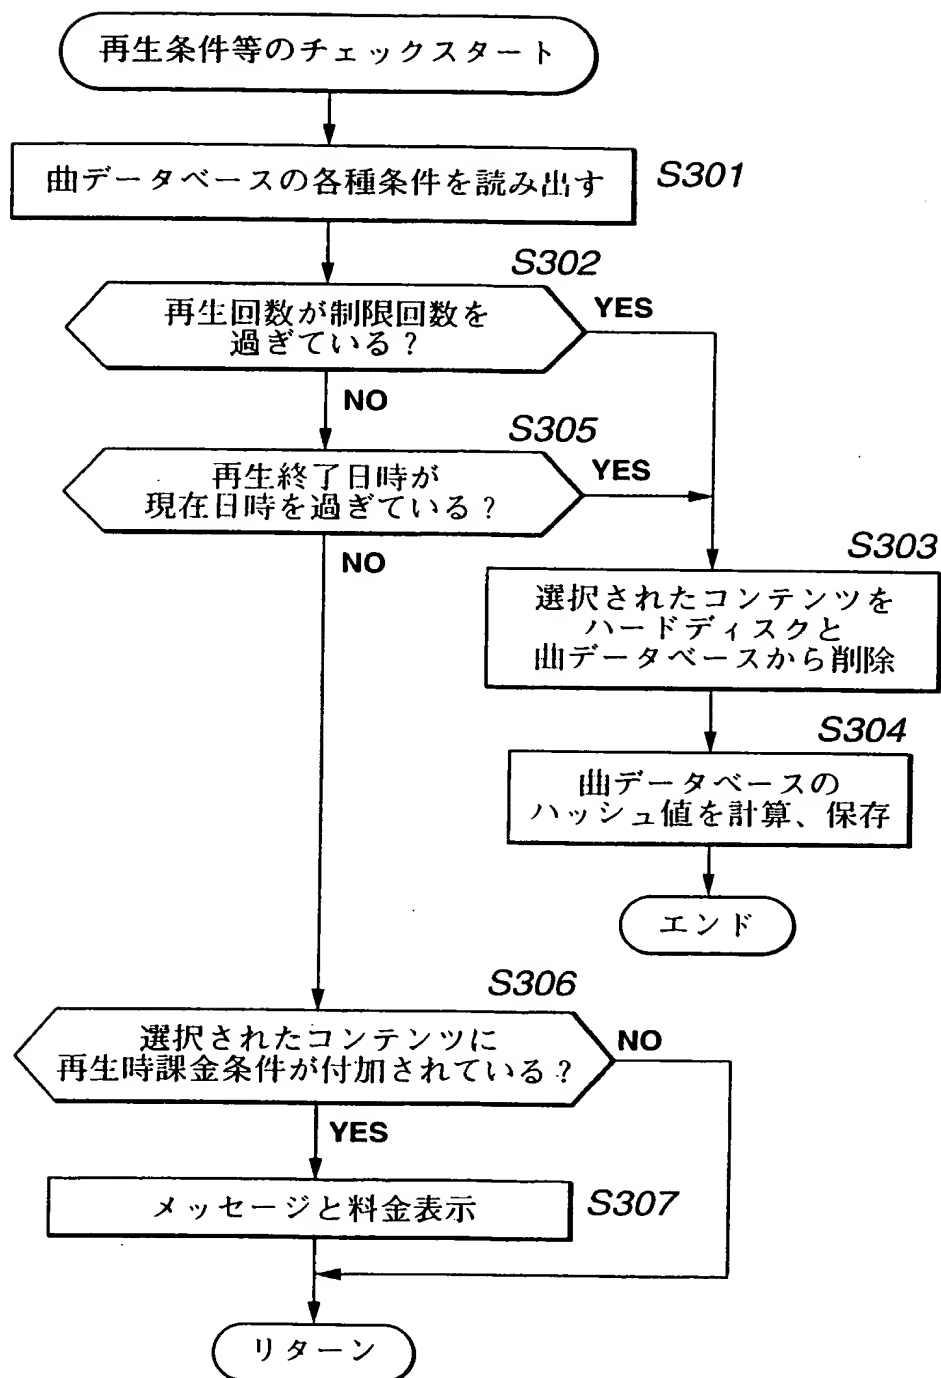 再生条件等のチェックスタート
曲データベースの各種条件を読み出す
S301
S302
再生回数が制限回数を
過ぎている?
YES
NO
S305
再生終了日時が
現在日時を過ぎている?
YES
NO
S303
選択されたコンテンツを
ハードディスクと
曲データベースから削除
S304
曲データベースの
ハッシュ値を計算、保存
エンド
S306
選択されたコンテンツに
再生時課金条件が付加されている?
NO
YES
メッセージと料金表示
S307
リターン